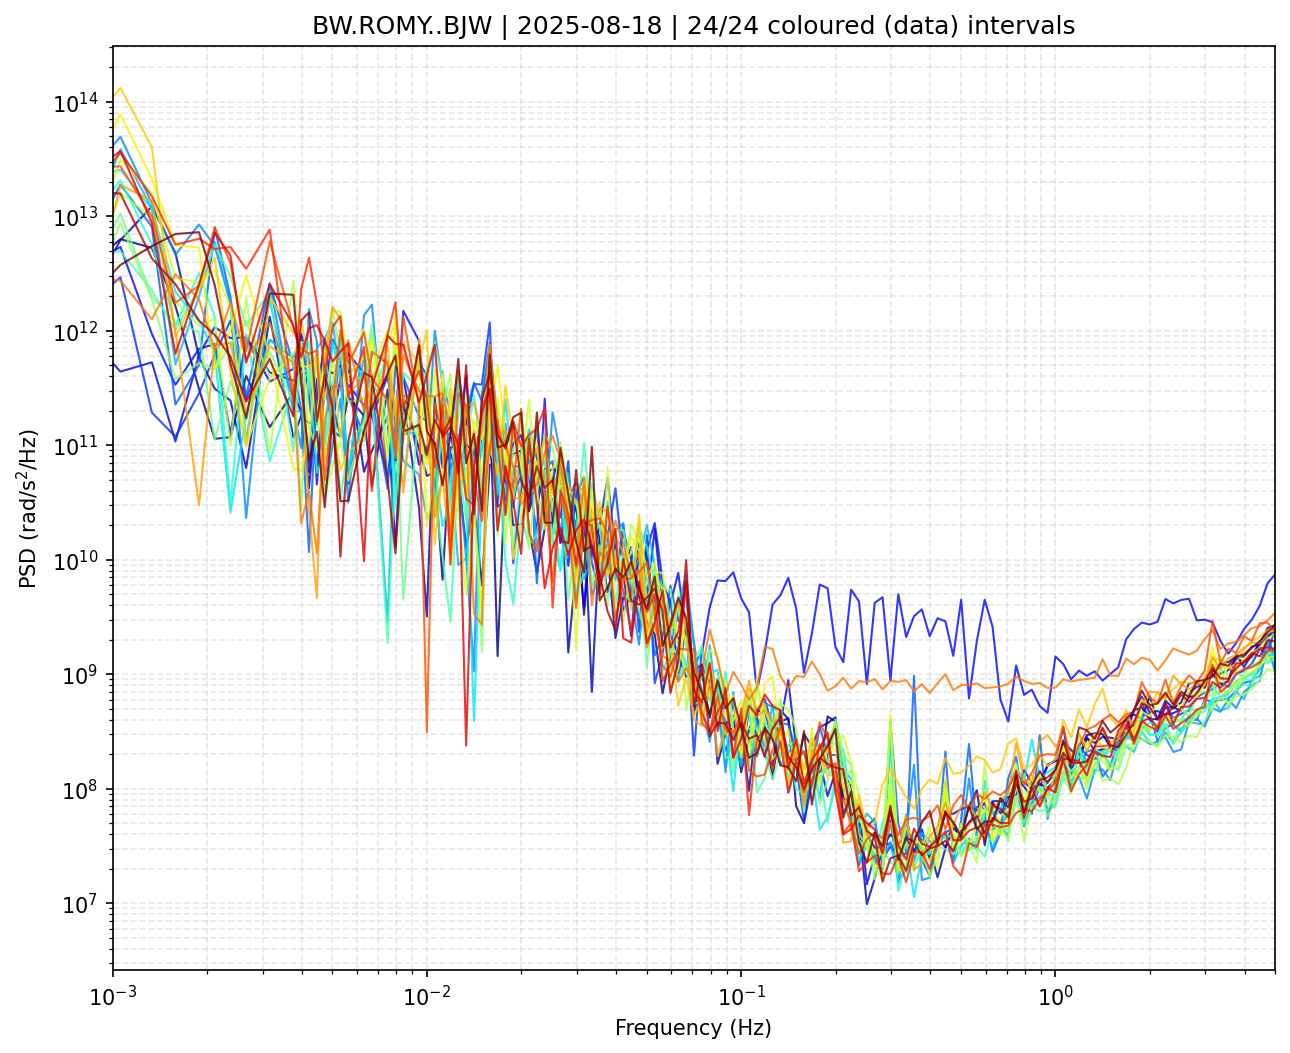 BW.ROMY..BJW | 2025-08-18 | 24/24 coloured (data) intervals
PSD (rad/s²/Hz)
10¹⁴
10¹³
10¹²
10¹¹
10¹⁰
10⁹
10⁸
10⁷
10⁻³ 10⁻² 10⁻¹ 10⁰
Frequency (Hz)